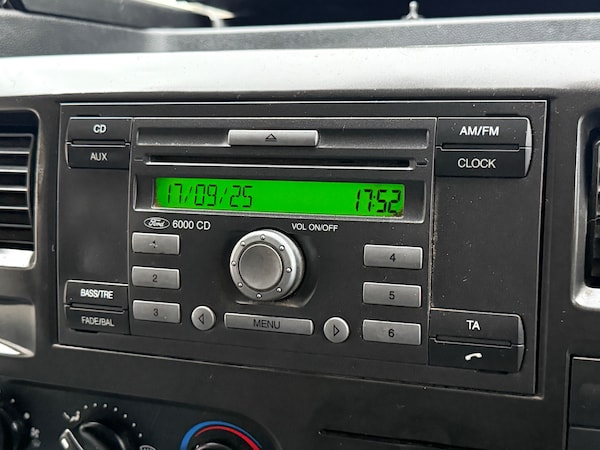 CD
AUX
AM/FM
CLOCK
17/09/25 17:52
Ford 6000 CD
VOL ON/OFF
1
2
3
4
5
6
BASS/TRE
FADE/BAL
MENU
TA